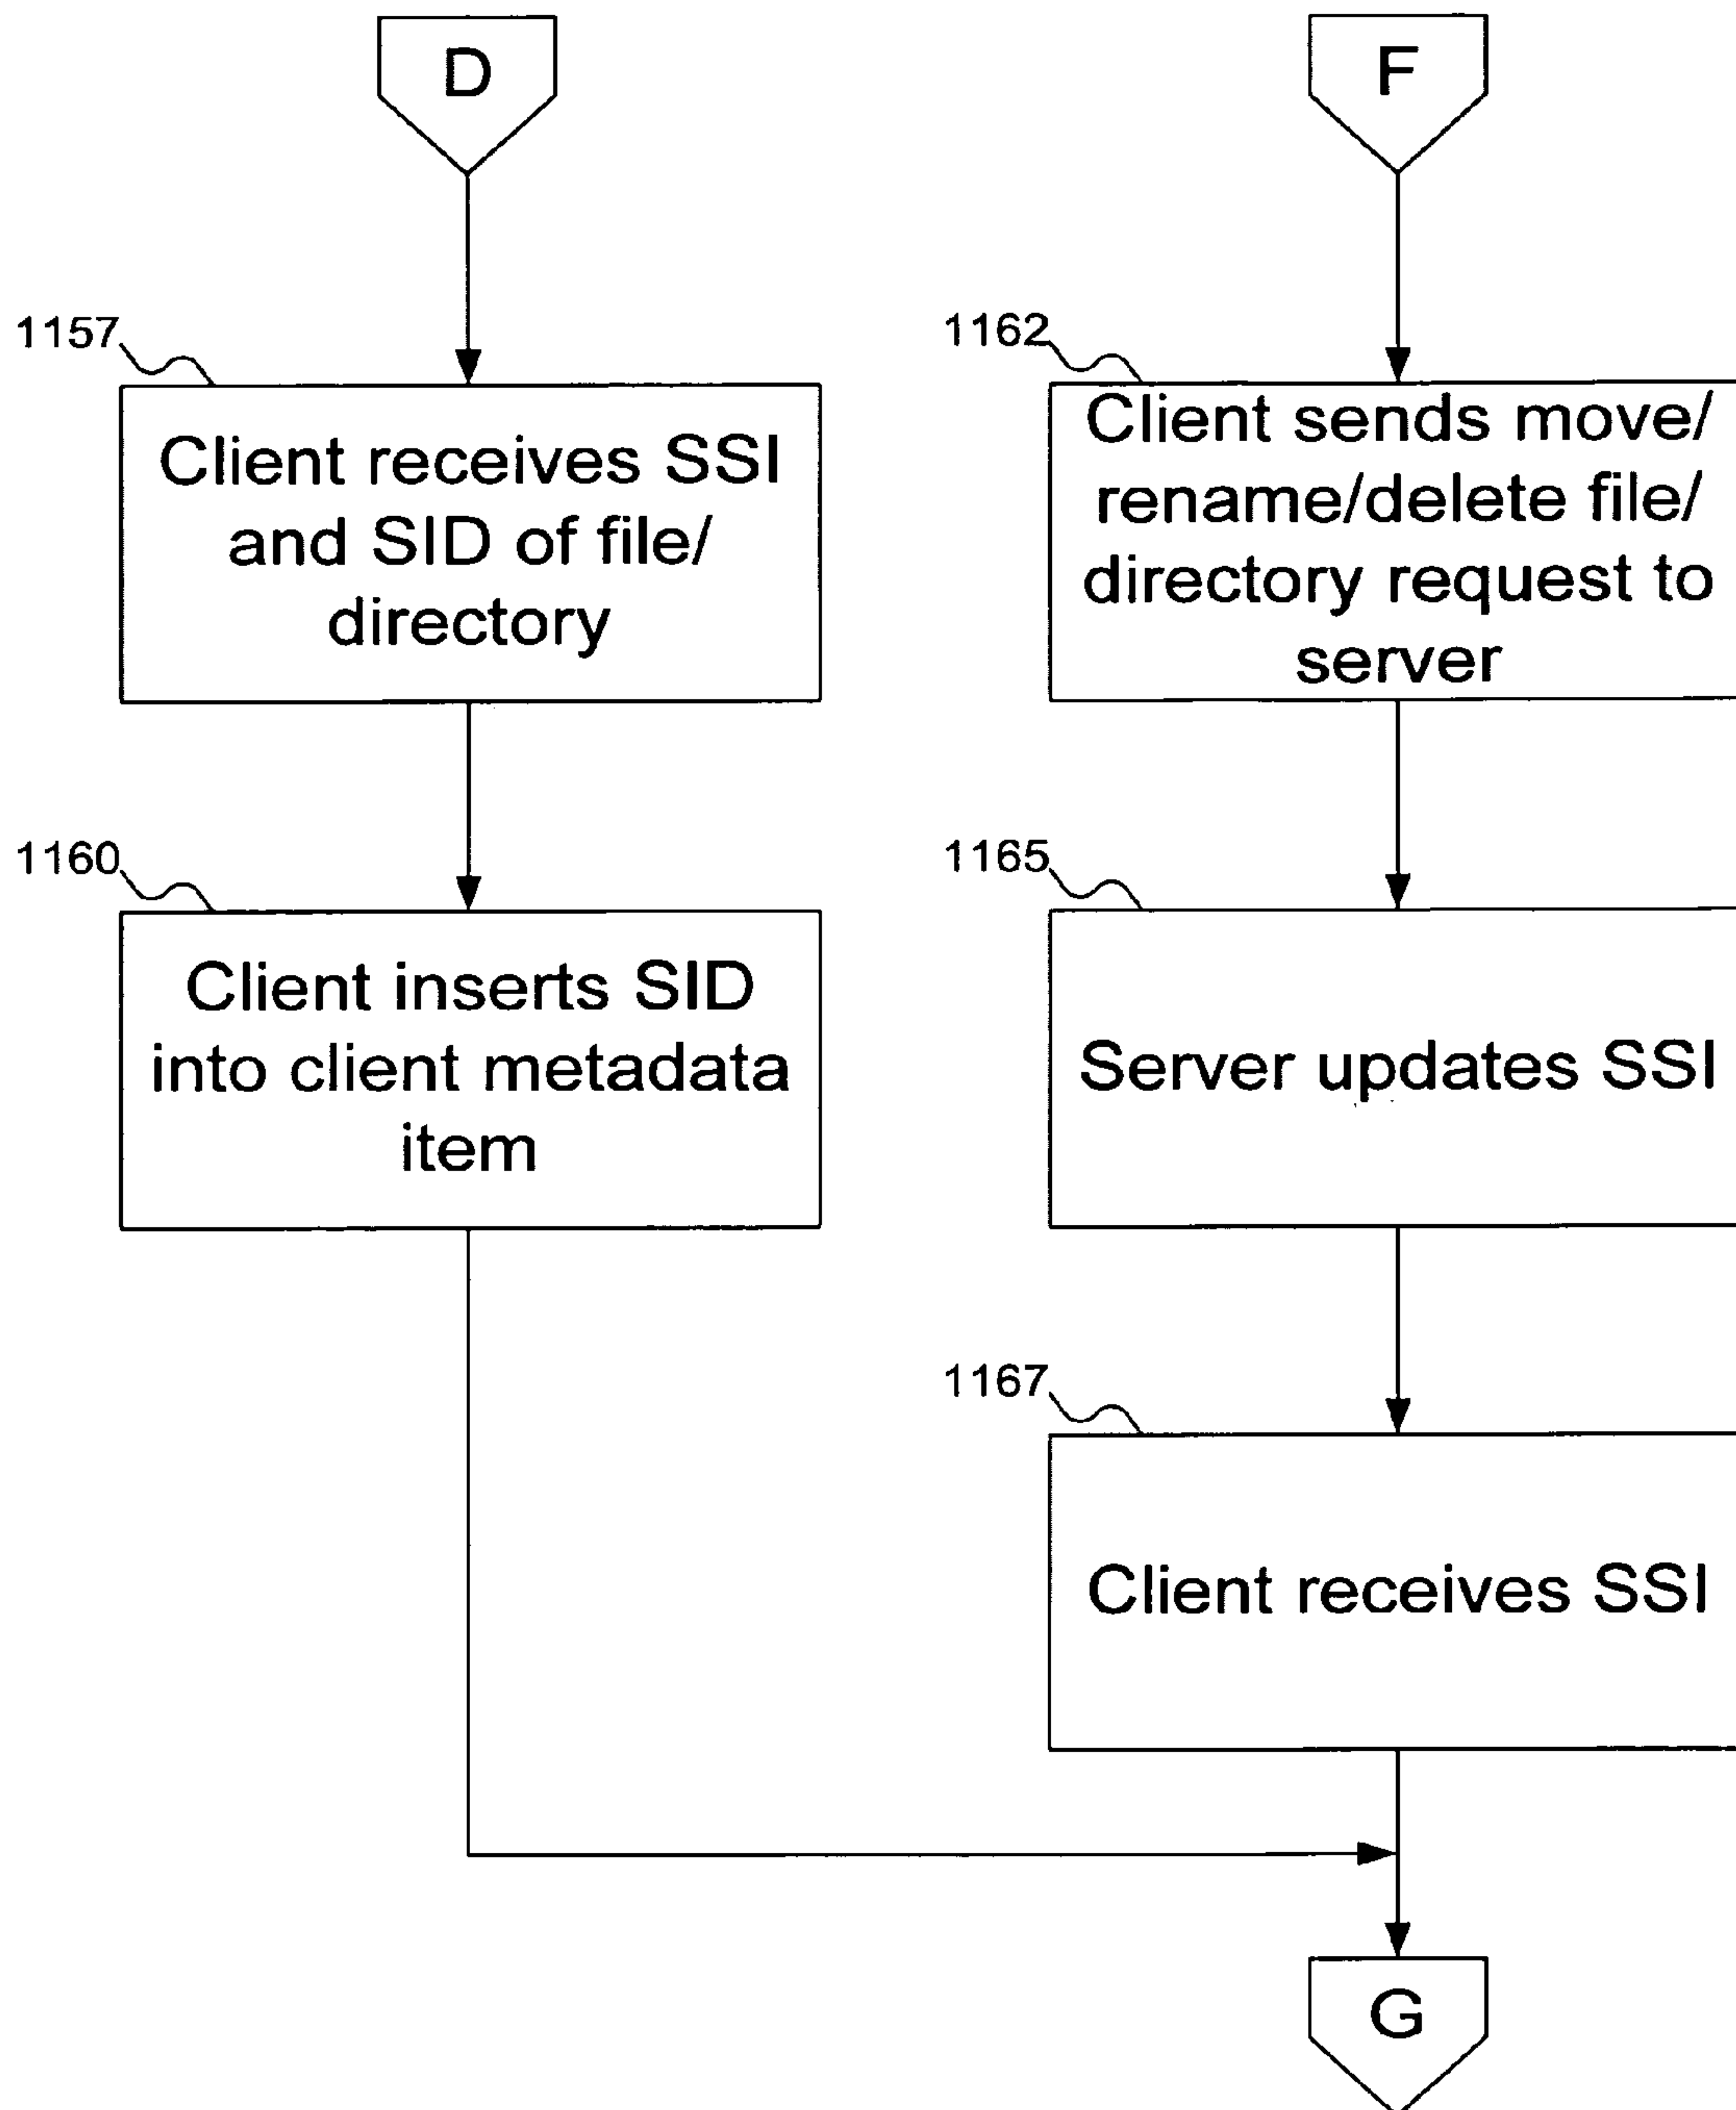 D
1157
Client receives SSI
and SID of file/
directory
1160
Client inserts SID
into client metadata
item
F
1162
Client sends move/
rename/delete file/
directory request to
server
1165
Server updates SSI
1167
Client receives SSI
G